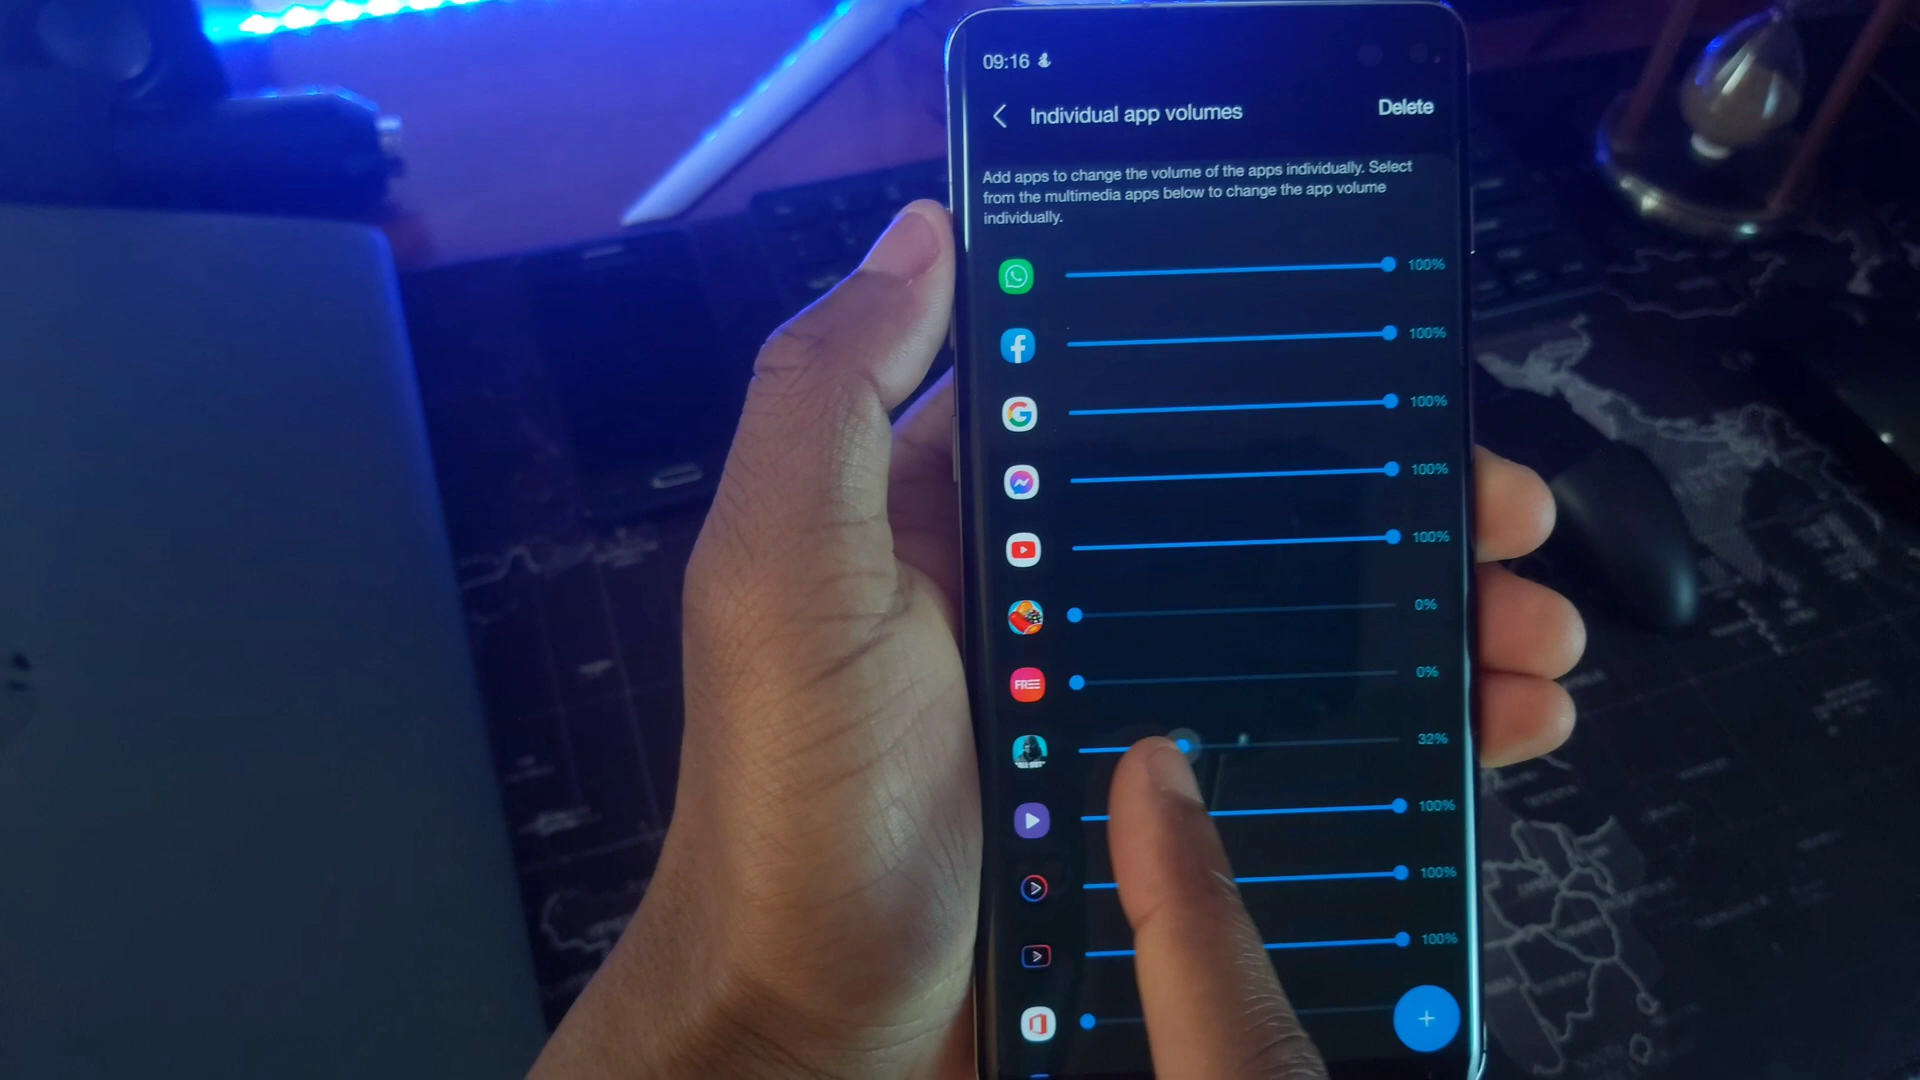 09:16
Individual app volumes
Delete
Add apps to change the volume of the apps individually. Select
from the multimedia apps below to change the app volume
individually.
100%
100%
100%
100%
100%
0%
FREE
0%
32%
100%
100%
100%